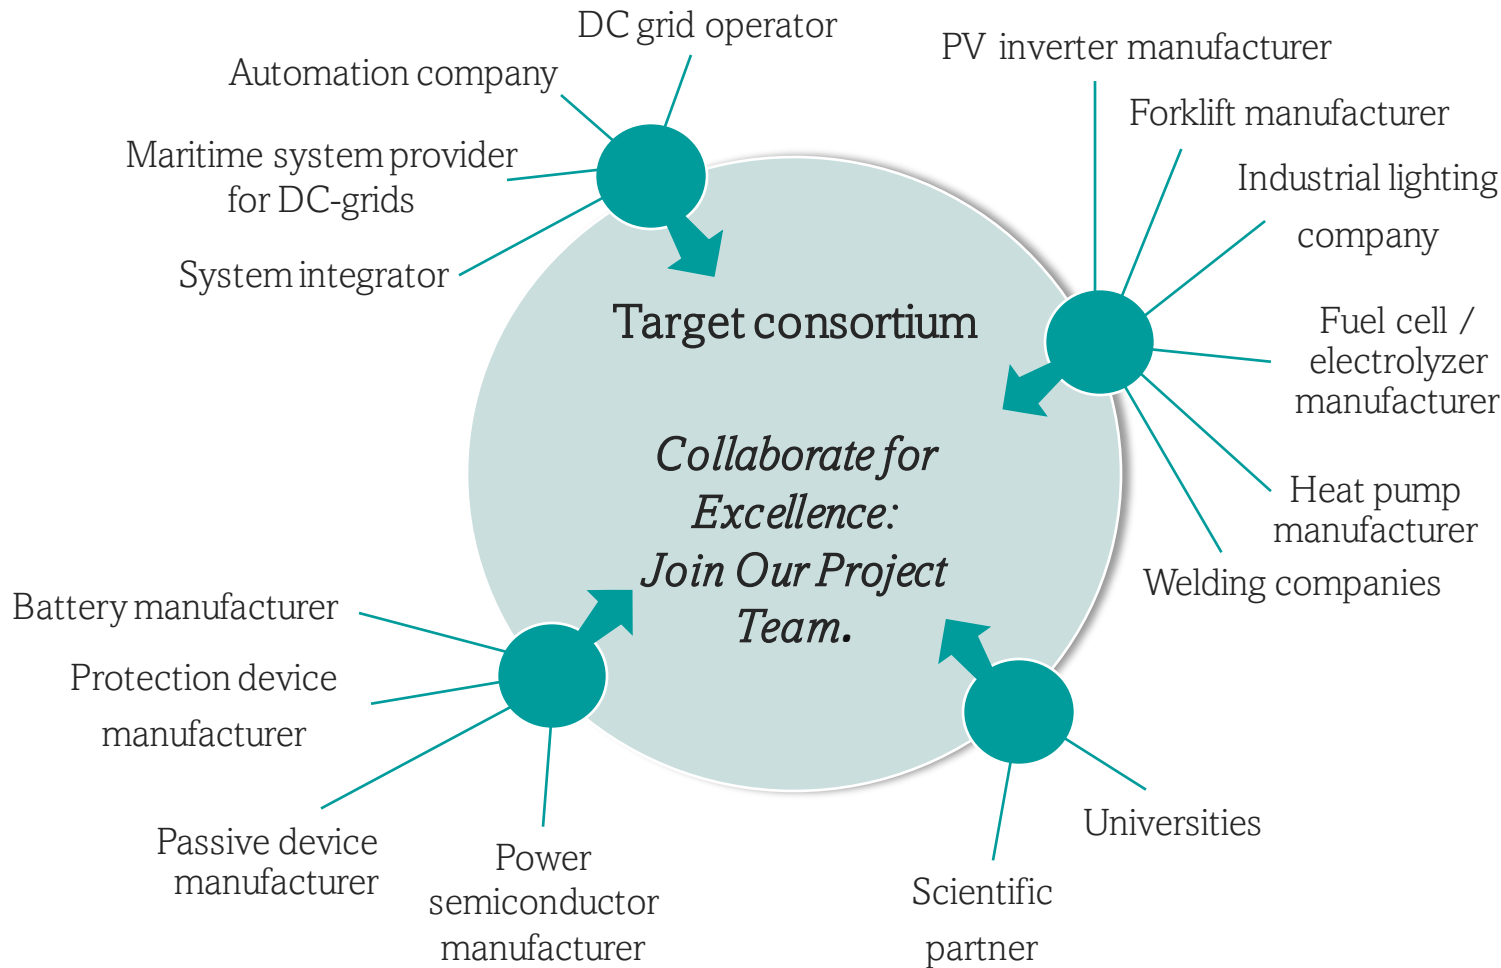 DC grid operator
Automation company
Maritime system provider
for DC-grids
System integrator
PV inverter manufacturer
Forklift manufacturer
Industrial lighting
company
Fuel cell /
electrolyzer
manufacturer
Heat pump
manufacturer
Welding companies
Target consortium
Collaborate for
Excellence:
Join Our Project
Team.
Battery manufacturer
Protection device
manufacturer
Passive device
manufacturer
Power
semiconductor
manufacturer
Universities
Scientific
partner